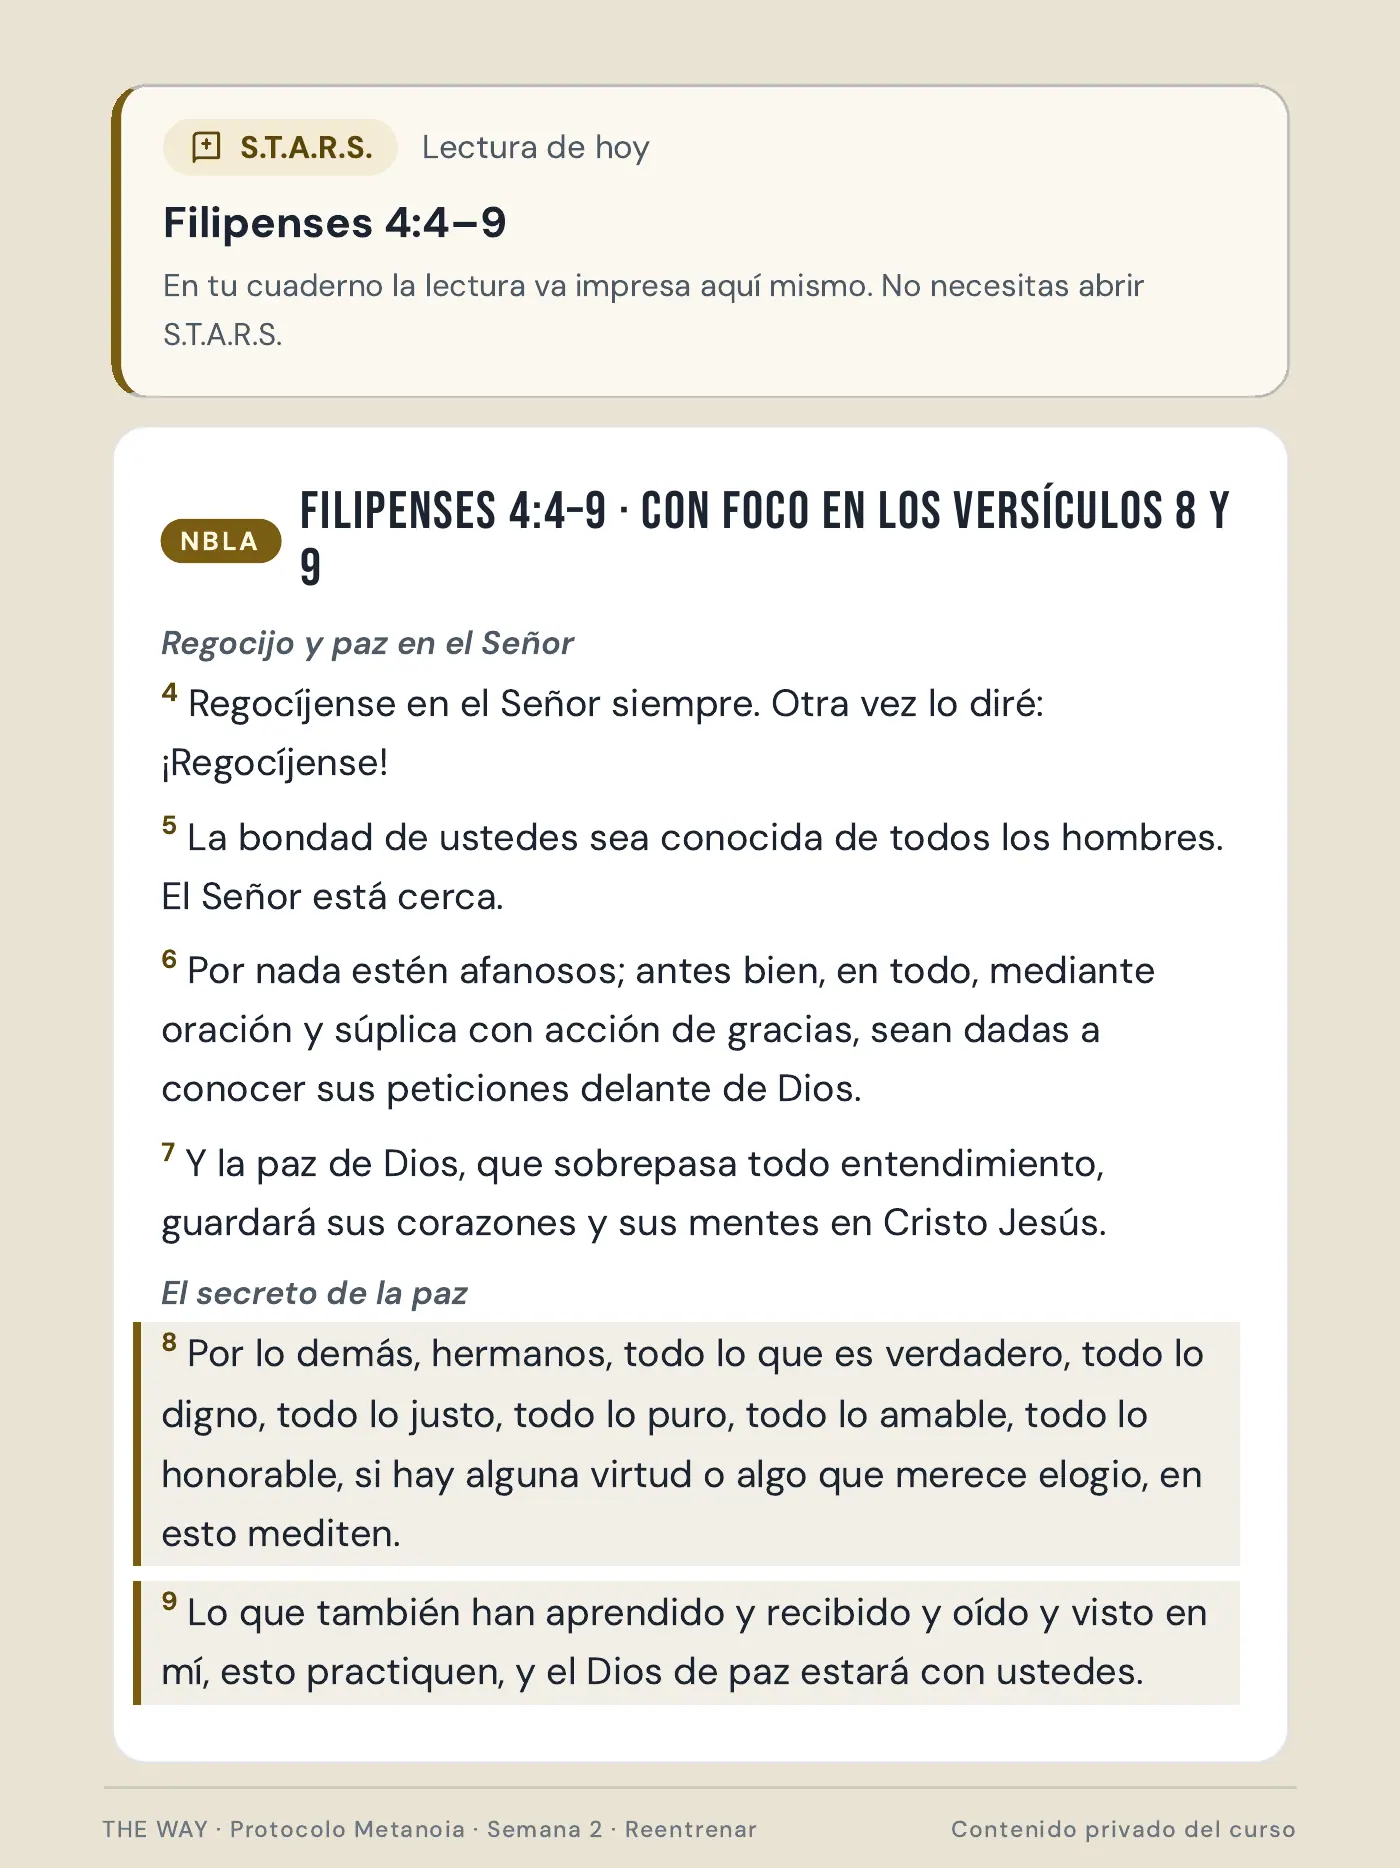 S.T.A.R.S. Lectura de hoy
Filipenses 4:4–9
En tu cuaderno la lectura va impresa aquí mismo. No necesitas abrir
S.T.A.R.S.
NBLA FILIPENSES 4:4–9 · CON FOCO EN LOS VERSÍCULOS 8 Y
9
Regocijo y paz en el Señor
4 Regocíjense en el Señor siempre. Otra vez lo diré:
¡Regocíjense!
5 La bondad de ustedes sea conocida de todos los hombres.
El Señor está cerca.
6 Por nada estén afanosos; antes bien, en todo, mediante
oración y súplica con acción de gracias, sean dadas a
conocer sus peticiones delante de Dios.
7 Y la paz de Dios, que sobrepasa todo entendimiento,
guardará sus corazones y sus mentes en Cristo Jesús.
El secreto de la paz
8 Por lo demás, hermanos, todo lo que es verdadero, todo lo
digno, todo lo justo, todo lo puro, todo lo amable, todo lo
honorable, si hay alguna virtud o algo que merece elogio, en
esto mediten.
9 Lo que también han aprendido y recibido y oído y visto en
mí, esto practiquen, y el Dios de paz estará con ustedes.
THE WAY · Protocolo Metanoia · Semana 2 · Reentrenar Contenido privado del curso